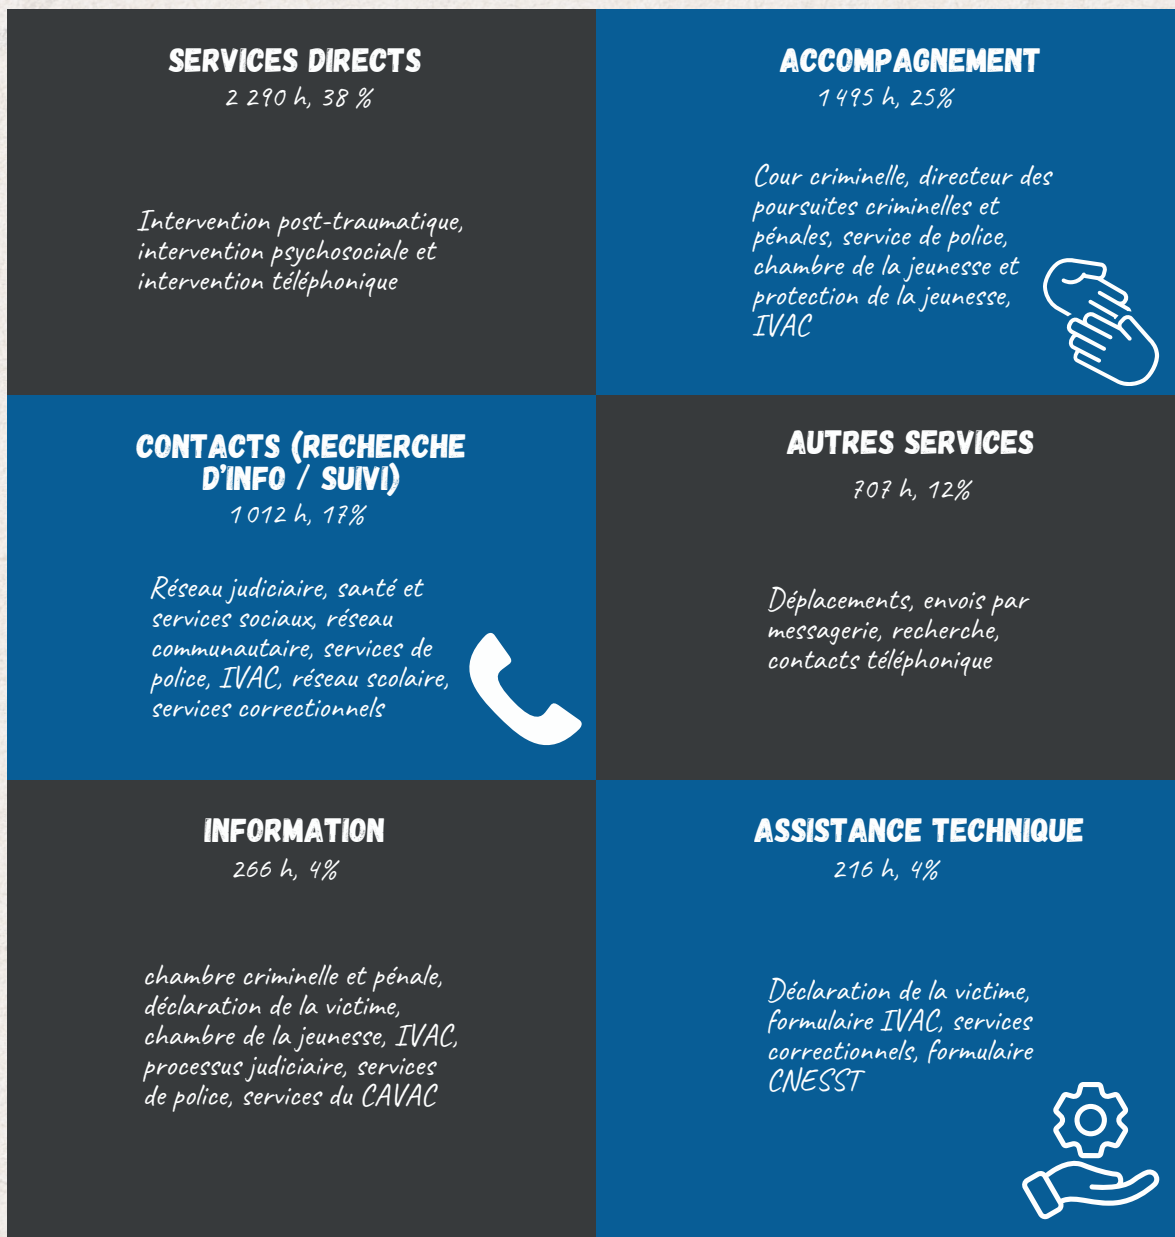 SERVICES DIRECTS
2 290 h, 38 %
Intervention post-traumatique,
intervention psychosociale et
intervention téléphonique
ACCOMPAGNEMENT
1 495 h, 25%
Cour criminelle, directeur des
poursuites criminelles et
pénales, service de police,
chambre de la jeunesse et
protection de la jeunesse,
IVAC
CONTACTS (RECHERCHE
D'INFO / SUIVI)
1 012 h, 17%
Réseau judiciaire, santé et
services sociaux, réseau
communautaire, services de
police, IVAC, réseau scolaire,
services correctionnels
AUTRES SERVICES
707 h, 12%
Déplacements, envois par
messagerie, recherche,
contacts téléphonique
INFORMATION
266 h, 4%
chambre criminelle et pénale,
déclaration de la victime,
chambre de la jeunesse, IVAC,
processus judiciaire, services
de police, services du CAVAC
ASSISTANCE TECHNIQUE
216 h, 4%
Déclaration de la victime,
formulaire IVAC, services
correctionnels, formulaire
CNESST